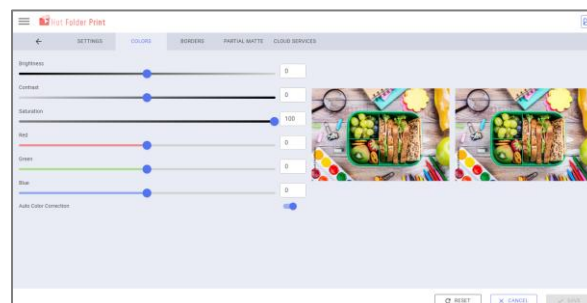 Hot Folder Print
SETTINGS COLORS BORDERS PARTIAL MATTE CLOUD SERVICES
Brightness
0
Contrast
0
Saturation
100
Red
0
Green
0
Blue
0
Auto Color Correction
RESET CANCEL SAVE